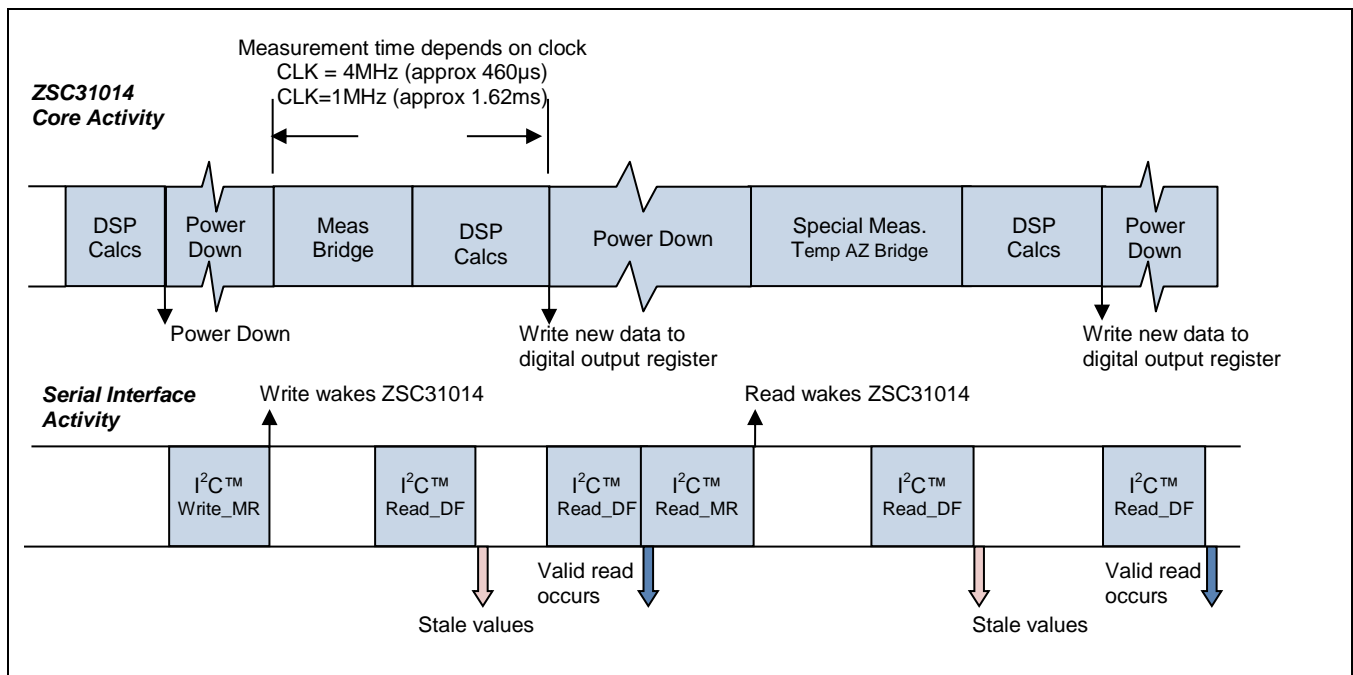 Measurement time depends on clock
CLK = 4MHz (approx 460µs)
CLK=1MHz (approx 1.62ms)
ZSC31014
Core Activity
DSP
Calcs
Power
Down
Meas
Bridge
DSP
Calcs
Power Down
Special Meas.
Temp AZ Bridge
DSP
Calcs
Power
Down
Power Down
Write new data to
digital output register
Write new data to
digital output register
Serial Interface
Activity
Write wakes ZSC31014
Read wakes ZSC31014
I²C™
Write_MR
I²C™
Read_DF
I²C™
Read_DF
I²C™
Read_MR
I²C™
Read_DF
I²C™
Read_DF
Stale values
Valid read
occurs
Stale values
Valid read
occurs